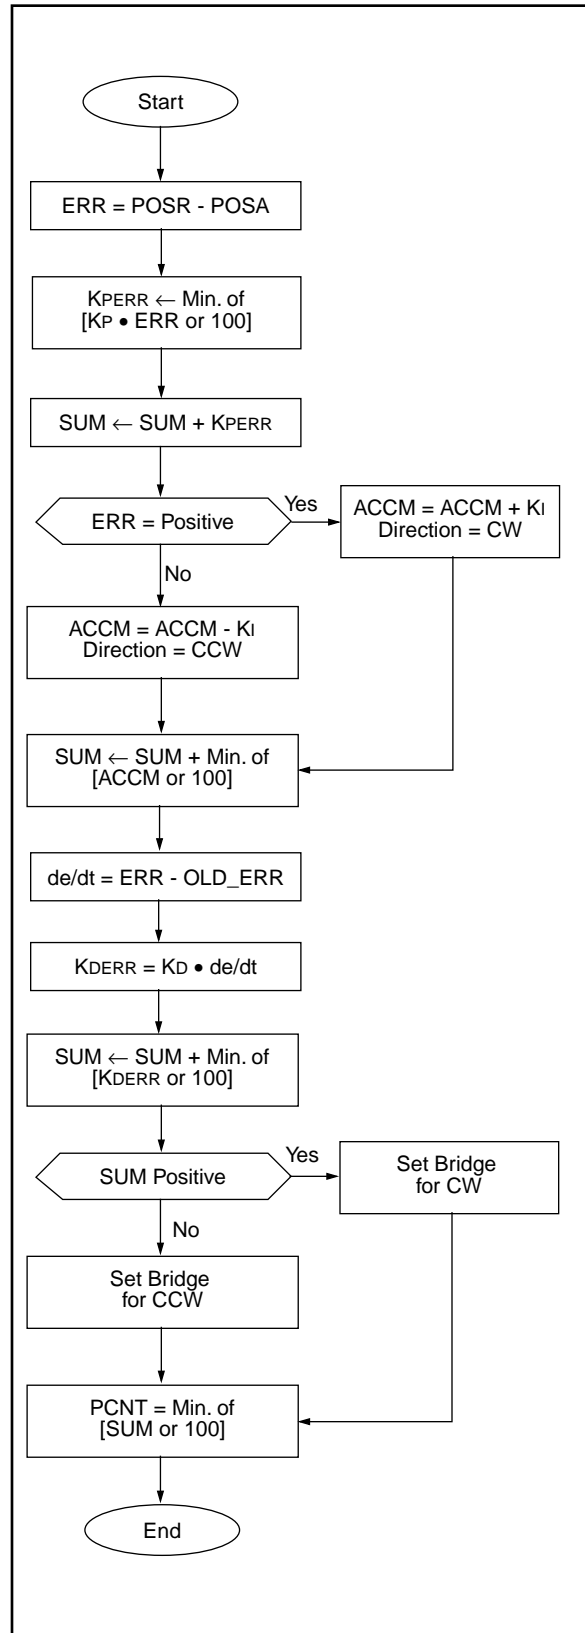 Start
ERR = POSR - POSA
KPERR ← Min. of
[KP • ERR or 100]
SUM ← SUM + KPERR
ERR = Positive
Yes
ACCM = ACCM + KI
Direction = CW
No
ACCM = ACCM - KI
Direction = CCW
SUM ← SUM + Min. of
[ACCM or 100]
de/dt = ERR - OLD_ERR
KDERR = KD • de/dt
SUM ← SUM + Min. of
[KDERR or 100]
SUM Positive
Yes
Set Bridge
for CW
No
Set Bridge
for CCW
PCNT = Min. of
[SUM or 100]
End